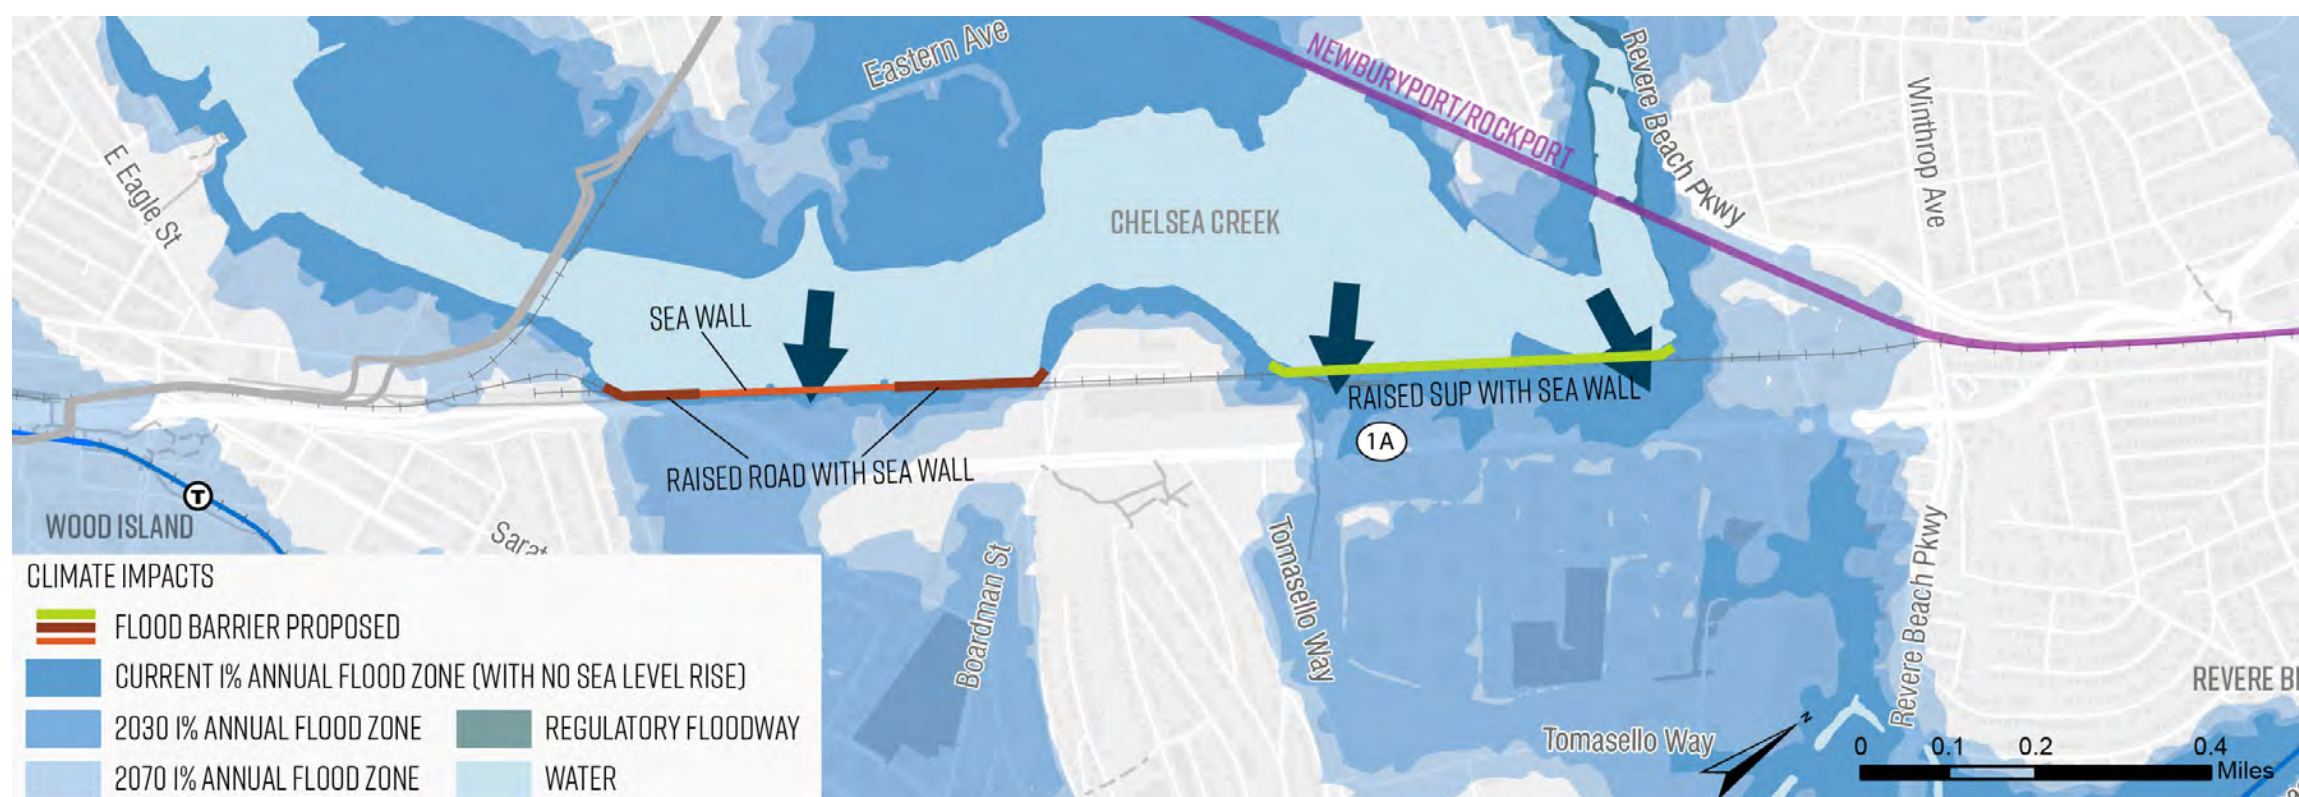 Eastern Ave
NEWBURYPORT/ROCKPORT
Revere Beach Pkwy
Winthrop Ave
E Eagle St
CHELSEA CREEK
SEA WALL
RAISED SUP WITH SEA WALL
1A
RAISED ROAD WITH SEA WALL
T
WOOD ISLAND
Sarat
Boardman St
Tomasello Way
Revere Beach Pkwy
REVERE B
Tomasello Way
N
0 0.1 0.2 0.4
Miles
CLIMATE IMPACTS
FLOOD BARRIER PROPOSED
CURRENT 1% ANNUAL FLOOD ZONE (WITH NO SEA LEVEL RISE)
2030 1% ANNUAL FLOOD ZONE
REGULATORY FLOODWAY
2070 1% ANNUAL FLOOD ZONE
WATER